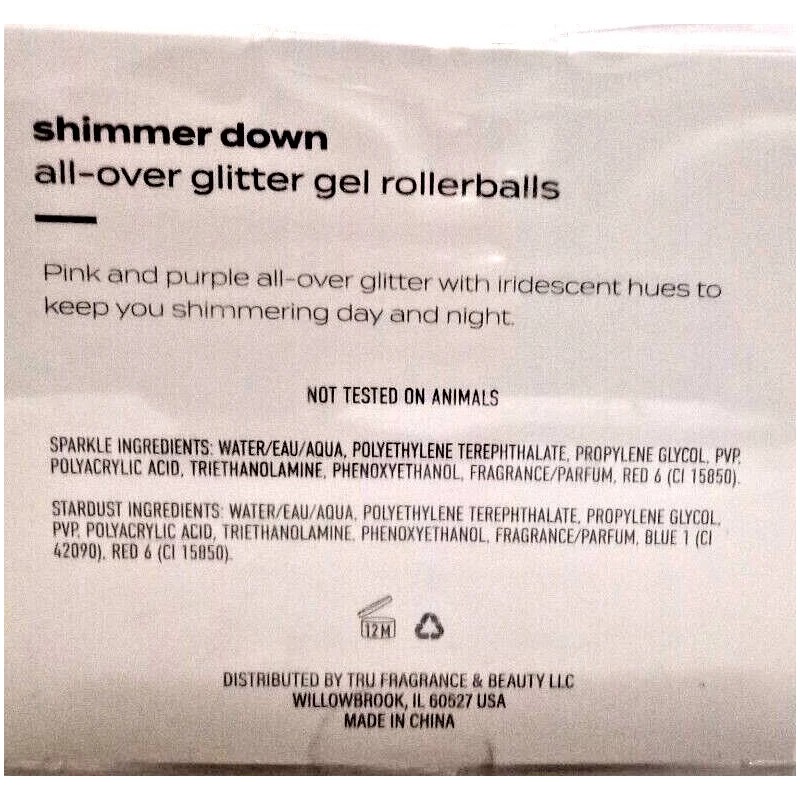 shimmer down
all-over glitter gel rollerballs
Pink and purple all-over glitter with iridescent hues to
keep you shimmering day and night.
NOT TESTED ON ANIMALS
SPARKLE INGREDIENTS: WATER/EAU/AQUA, POLYETHYLENE TEREPHTHALATE, PROPYLENE GLYCOL, PVP,
POLYACRYLIC ACID, TRIETHANOLAMINE, PHENOXYETHANOL, FRAGRANCE/PARFUM, RED 6 (CI 15850).
STARDUST INGREDIENTS: WATER/EAU/AQUA, POLYETHYLENE TEREPHTHALATE, PROPYLENE GLYCOL,
PVP, POLYACRYLIC ACID, TRIETHANOLAMINE, PHENOXYETHANOL, FRAGRANCE/PARFUM, BLUE 1 (CI
42090), RED 6 (CI 15850).
12M
DISTRIBUTED BY TRU FRAGRANCE & BEAUTY LLC
WILLOWBROOK, IL 60527 USA
MADE IN CHINA